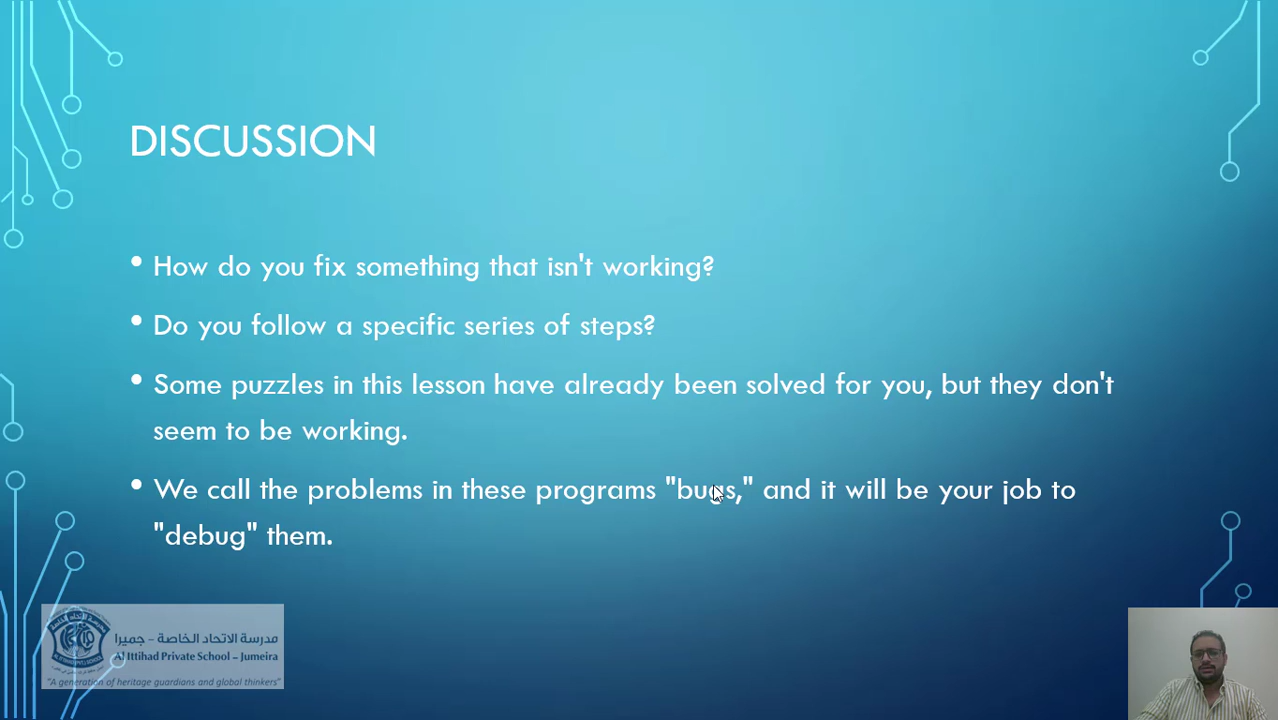 DISCUSSION
• How do you fix something that isn't working?
• Do you follow a specific series of steps?
• Some puzzles in this lesson have already been solved for you, but they don't
seem to be working.
• We call the problems in these programs "bugs," and it will be your job to
"debug" them.
مدرسة الاتحاد الخاصة – جميرا
Al Ittihad Private School – Jumeira
"A generation of heritage guardians and global thinkers"